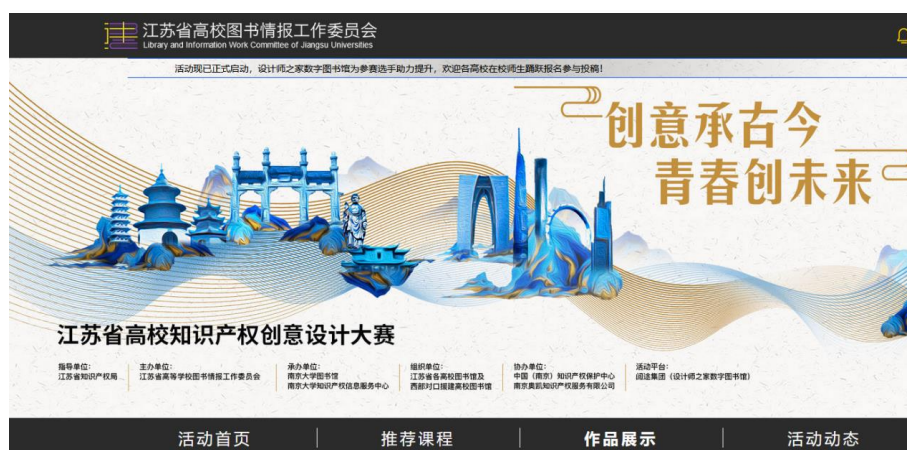 江苏省高校图书情报工作委员会
Library and Information Work Committee of Jiangsu Universities
活动现已正式启动，设计师之家数字图书馆为参赛选手助力提升，欢迎各高校在校师生踊跃报名参与投稿！
创意承古今
青春创未来
江苏省高校知识产权创意设计大赛
指导单位：
江苏省知识产权局
主办单位：
江苏省高等学校图书情报工作委员会
承办单位：
南京大学图书馆
南京大学知识产权信息服务中心
组织单位：
江苏省各高校图书馆及
西部对口援建高校图书馆
协办单位：
中国（南京）知识产权保护中心
南京奥凯知识产权服务有限公司
活动平台：
阅途集团（设计师之家数字图书馆）
活动首页
推荐课程
作品展示
活动动态